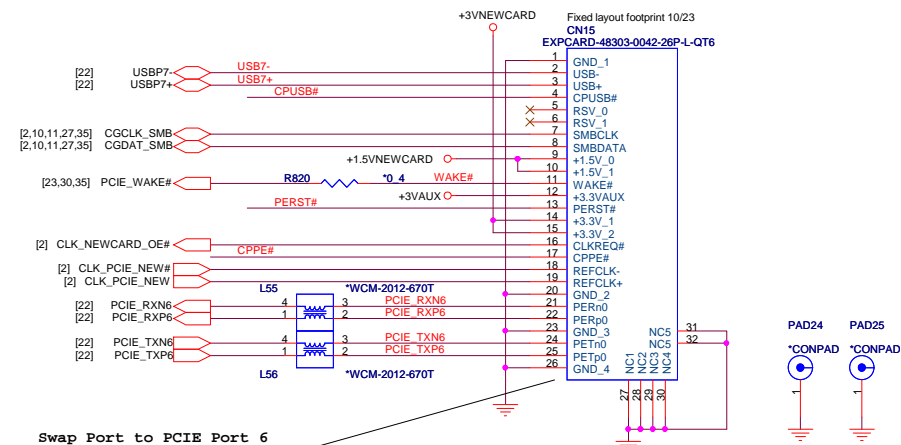 +3VNEWCARD
Fixed layout footprint 10/23
CN15
EXPCARD-48303-0042-26P-L-QT6
[22] USBP7- USB7- 1 GND_1
2 USB-
[22] USBP7+ USB7+ 3 USB+
CPUSB# 4 CPUSB#
5 RSV_0
6 RSV_1
[2,10,11,27,35] CGCLK_SMB 7 SMBCLK
[2,10,11,27,35] CGDAT_SMB 8 SMBDATA
+1.5VNEWCARD 9 +1.5V_0
10 +1.5V_1
[23,30,35] PCIE_WAKE# R820 *0_4 WAKE# 11 WAKE#
+3VAUX 12 +3.3VAUX
PERST# 13 PERST#
14 +3.3V_1
15 +3.3V_2
[2] CLK_NEWCARD_OE# 16 CLKREQ#
CPPE# 17 CPPE#
[2] CLK_PCIE_NEW# 18 REFCLK-
[2] CLK_PCIE_NEW 19 REFCLK+
L55 *WCM-2012-670T 20 GND_2
[22] PCIE_RXN6 4 3 PCIE_RXN6 21 PERn0
[22] PCIE_RXP6 1 2 PCIE_RXP6 22 PERp0
23 GND_3 NC5 31
[22] PCIE_TXN6 4 3 PCIE_TXN6 24 PETn0 NC5 32
[22] PCIE_TXP6 1 2 PCIE_TXP6 25 PETp0
26 GND_4
L56 *WCM-2012-670T
NC1 NC2 NC3 NC4
27 28 29 30
PAD24 PAD25
*CONPAD *CONPAD
1 1
Swap Port to PCIE Port 6